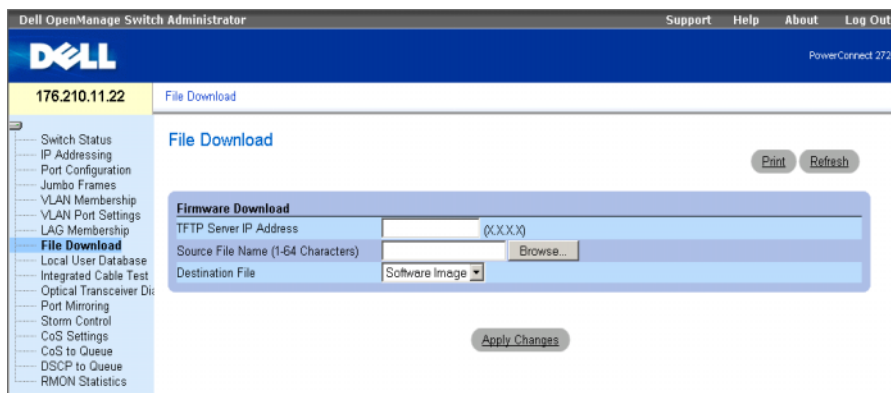 Dell OpenManage Switch Administrator Support Help About Log Out
DELL
PowerConnect 272
176.210.11.22 File Download
Switch Status
IP Addressing
Port Configuration
Jumbo Frames
VLAN Membership
VLAN Port Settings
LAG Membership
File Download
Local User Database
Integrated Cable Test
Optical Transceiver Dia
Port Mirroring
Storm Control
CoS Settings
CoS to Queue
DSCP to Queue
RMON Statistics
File Download
Print Refresh
Firmware Download
TFTP Server IP Address (X.X.X.X)
Source File Name (1-64 Characters) Browse...
Destination File Software Image
Apply Changes